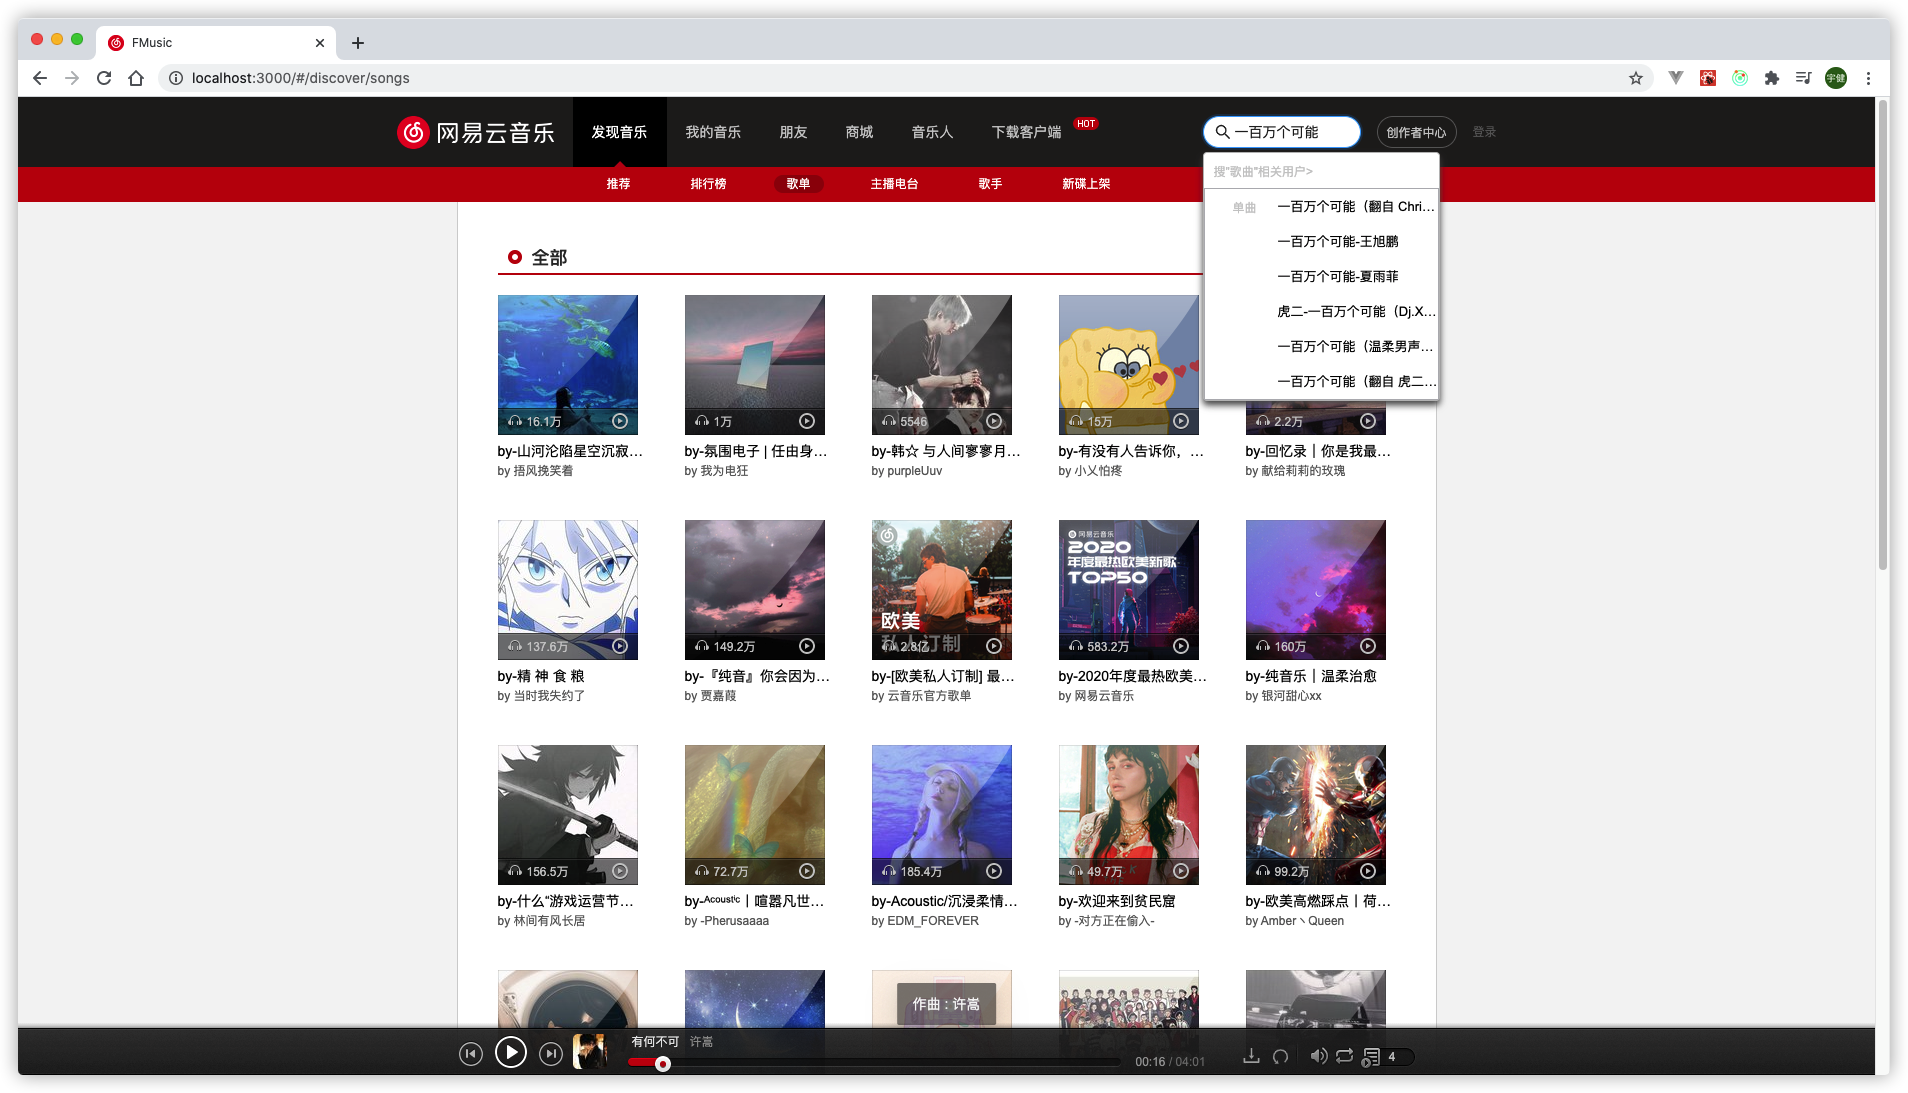 FMusic
localhost:3000/#/discover/songs
宇健
网易云音乐
发现音乐 我的音乐 朋友 商城 音乐人 下载客户端 HOT
一百万个可能
创作者中心 登录
推荐 排行榜 歌单 主播电台 歌手 新碟上架
搜"歌曲"相关用户>
单曲 一百万个可能（翻自 Chri...
一百万个可能-王旭鹏
一百万个可能-夏雨菲
虎二-一百万个可能（Dj.X...
一百万个可能（温柔男声...
一百万个可能（翻自 虎二...
全部
16.1万 1万 5546 15万 2.2万
by-山河沦陷星空沉寂... by-氛围电子 | 任由身... by-韩☆ 与人间寥寥月... by-有没有人告诉你，... by-回忆录｜你是我最...
by 捂风挽笑着 by 我为电狂 by purpleUuv by 小乂怕疼 by 献给莉莉的玫瑰
网易云音乐
2020
年度最热欧美新歌
TOP50
欧美
私人订制
137.6万 149.2万 2.8亿 583.2万 160万
by-精 神 食 粮 by-『纯音』你会因为... by-[欧美私人订制] 最... by-2020年度最热欧美... by-纯音乐｜温柔治愈
by 当时我失约了 by 贾嘉葭 by 云音乐官方歌单 by 网易云音乐 by 银河甜心xx
156.5万 72.7万 185.4万 49.7万 99.2万
by-什么“游戏运营节... by-ᴬᶜᵒᵘˢᵗⁱᶜ｜喧嚣凡世... by-Acoustic/沉浸柔情... by-欢迎来到贫民窟 by-欧美高燃踩点｜荷...
by 林间有风长居 by -Pherusaaaa by EDM_FOREVER by -对方正在偷入- by Amber丶Queen
作曲 : 许嵩
有何不可 许嵩
00:16 / 04:01
4